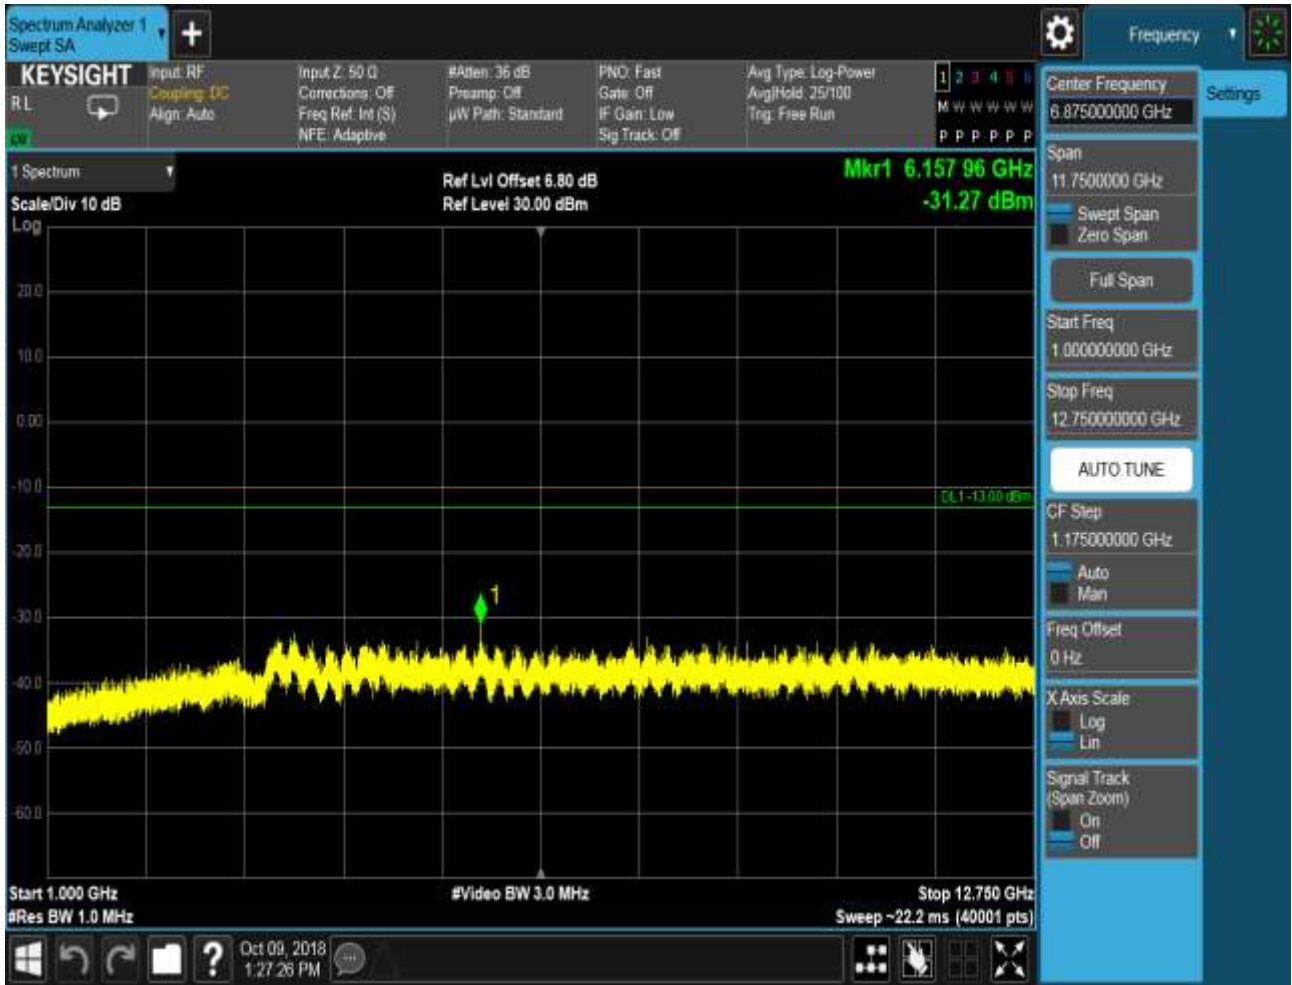 Spectrum Analyzer 1
Swept SA
Frequency
KEYSIGHT
R L
Input: RF
Coupling: DC
Align: Auto
Input Z: 50 Ω
Corrections: Off
Freq Ref: Int (S)
NFE: Adaptive
#Atten: 36 dB
Preamp: Off
µW Path: Standard
PNO: Fast
Gate: Off
IF Gain: Low
Sig Track: Off
Avg Type: Log-Power
Avg|Hold: 25/100
Trig: Free Run
1 2 3 4 5 6
M W W W W W
P P P P P P
1 Spectrum
Scale/Div 10 dB
Log
Ref Lvl Offset 6.80 dB
Ref Level 30.00 dBm
Mkr1 6.157 96 GHz
-31.27 dBm
20.0
10.0
0.00
-10.0
DL1 -13.00 dBm
-20.0
1
-30.0
-40.0
-50.0
-60.0
Start 1.000 GHz
#Video BW 3.0 MHz
Stop 12.750 GHz
#Res BW 1.0 MHz
Sweep ~22.2 ms (40001 pts)
?
Oct 09, 2018
1:27:26 PM
Center Frequency
6.875000000 GHz
Settings
Span
11.7500000 GHz
Swept Span
Zero Span
Full Span
Start Freq
1.000000000 GHz
Stop Freq
12.750000000 GHz
AUTO TUNE
CF Step
1.175000000 GHz
Auto
Man
Freq Offset
0 Hz
X Axis Scale
Log
Lin
Signal Track
(Span Zoom)
On
Off